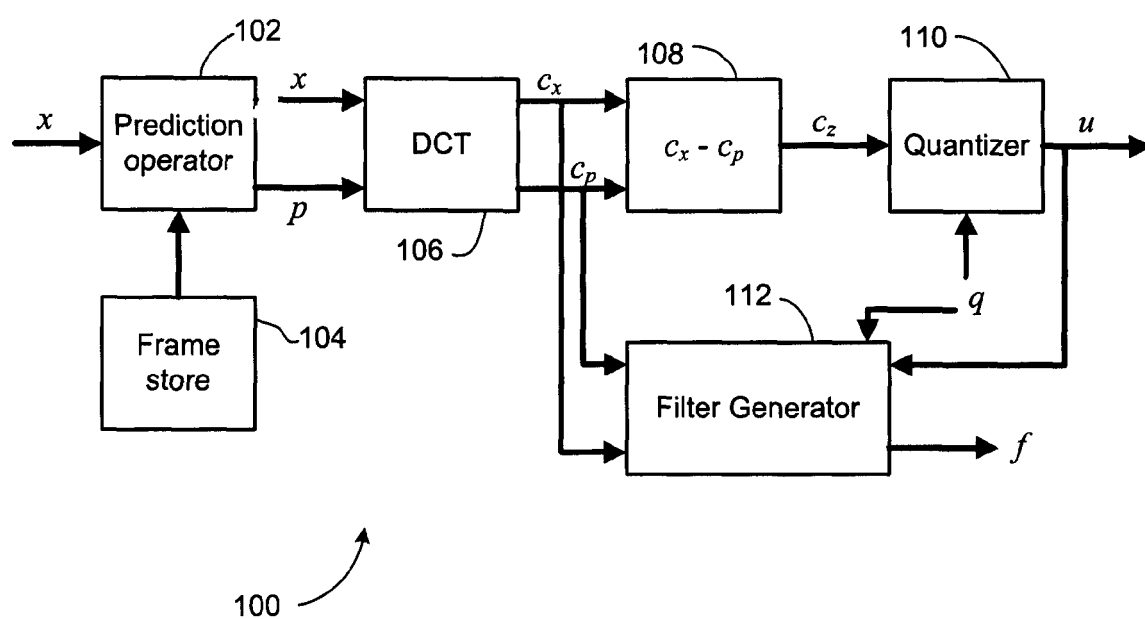 102
110
108
x
x
c_x
c_z
u
Prediction
operator
DCT
c_x - c_p
Quantizer
p
c_p
106
112
q
104
Frame
store
Filter Generator
f
100